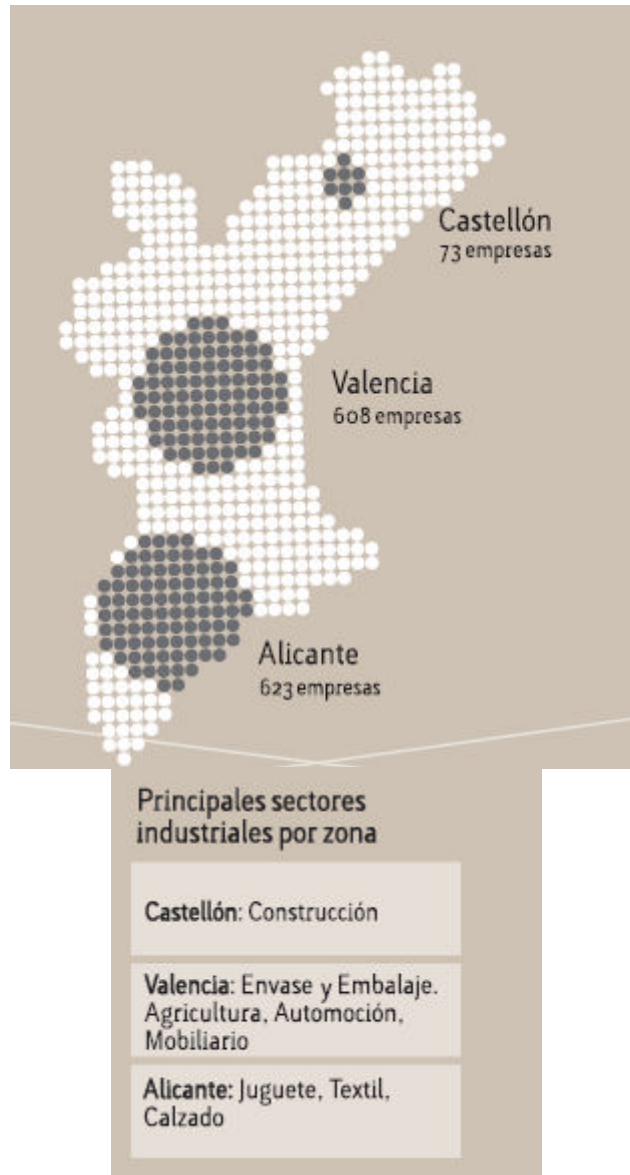 Castellón
73 empresas
Valencia
608 empresas
Alicante
623 empresas
Principales sectores
industriales por zona
Castellón: Construcción
Valencia: Envase y Embalaje.
Agricultura, Automoción,
Mobiliario
Alicante: Juguete, Textil,
Calzado